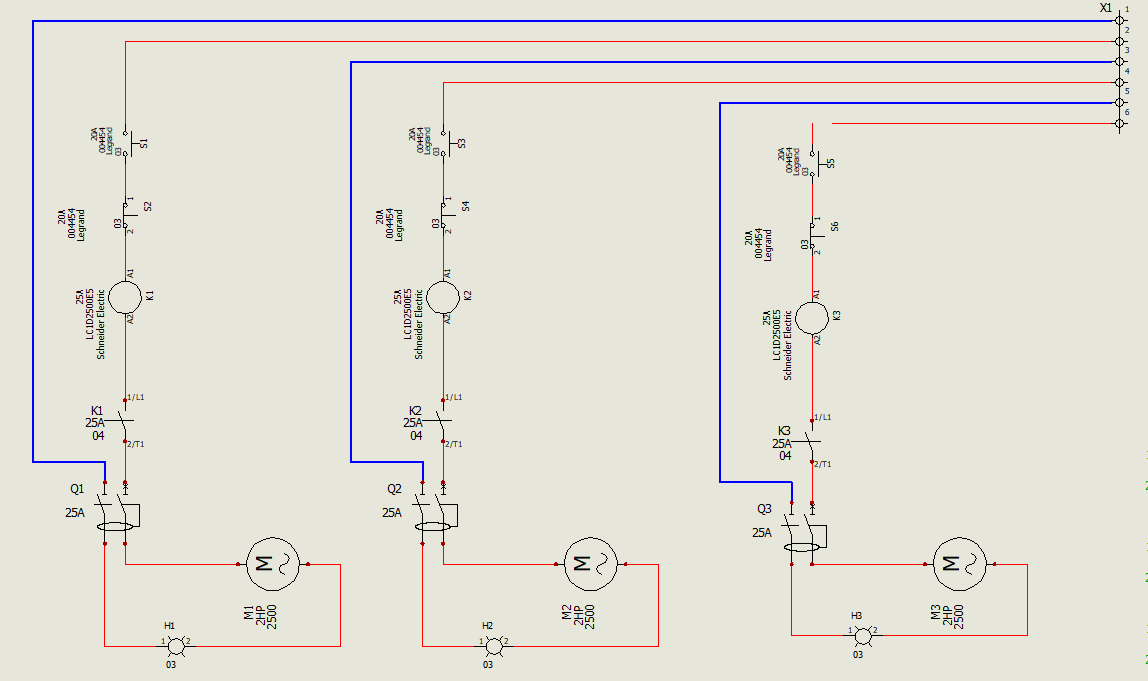 X1
1
2
3
4
5
6
20A
004454
Legrand
03
S1
20A
004454
Legrand
03
1
2
S2
25A
LC1D2500E5
Schneider Electric
A1
A2
K1
K1
25A
04
1/L1
2/T1
Q1
25A
M
M1
2HP
2500
H1
1
2
03
20A
004454
Legrand
03
S3
20A
004454
Legrand
03
1
2
S4
25A
LC1D2500E5
Schneider Electric
A1
A2
K2
K2
25A
04
1/L1
2/T1
Q2
25A
M
M2
2HP
2500
H2
1
2
03
20A
004454
Legrand
03
S5
20A
004454
Legrand
03
1
2
S6
25A
LC1D2500E5
Schneider Electric
A1
A2
K3
K3
25A
04
1/L1
2/T1
Q3
25A
M
M3
2HP
2500
H3
1
2
03